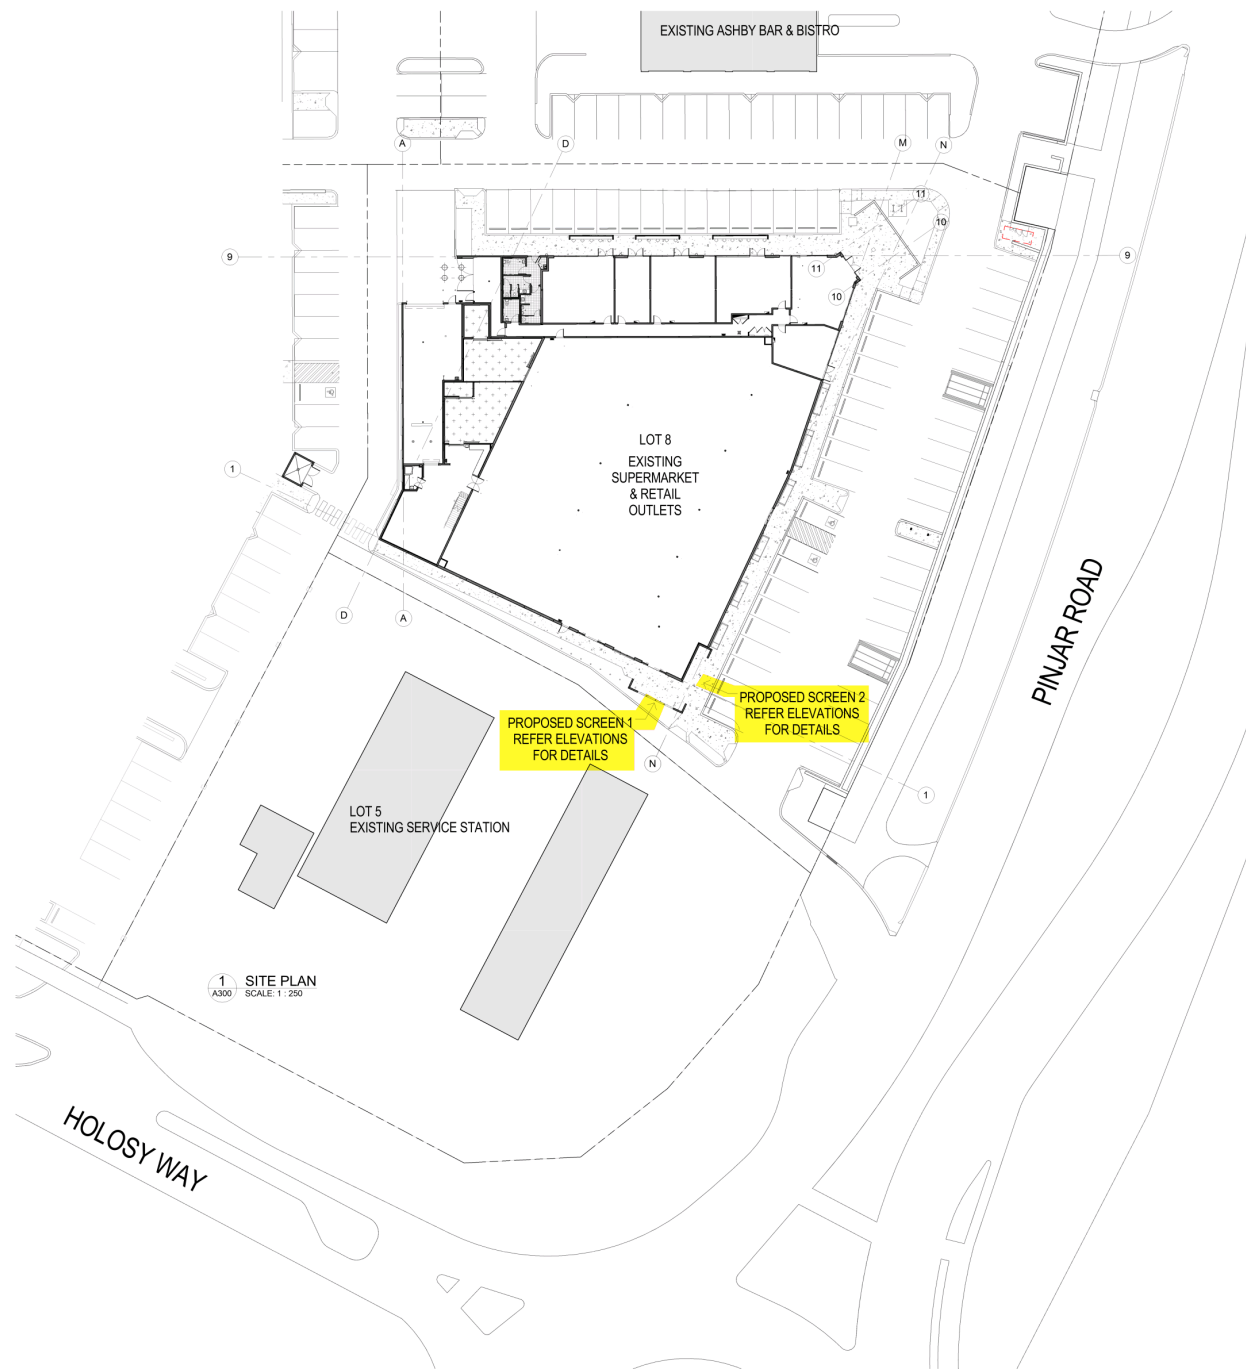 EXISTING ASHBY BAR & BISTRO
A
D
M
N
11
10
9
11
9
10
LOT 8
EXISTING
SUPERMARKET
& RETAIL
OUTLETS
1
D
A
PINJAR ROAD
PROPOSED SCREEN 1
REFER ELEVATIONS
FOR DETAILS
PROPOSED SCREEN 2
REFER ELEVATIONS
FOR DETAILS
N
1
LOT 5
EXISTING SERVICE STATION
1 SITE PLAN
A300 SCALE: 1 : 250
HOLOSY WAY